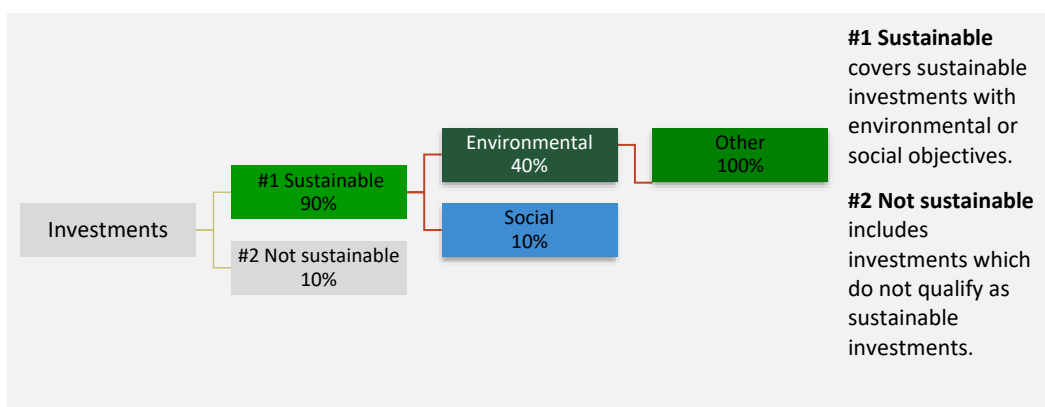 Investments
#1 Sustainable
90%
#2 Not sustainable
10%
Environmental
40%
Social
10%
Other
100%
#1 Sustainable
covers sustainable
investments with
environmental or
social objectives.
#2 Not sustainable
includes
investments which
do not qualify as
sustainable
investments.